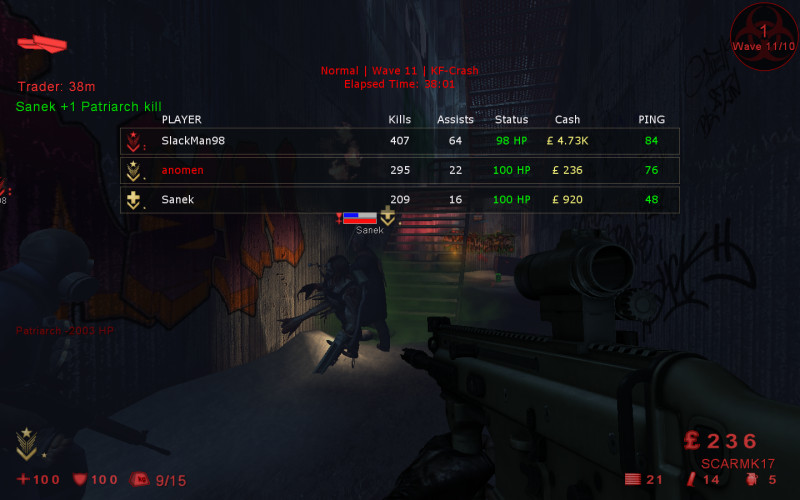 1
Wave 11/10
Normal | Wave 11 | KF-Crash
Elapsed Time: 38:01
Trader: 38m
Sanek +1 Patriarch kill
PLAYER Kills Assists Status Cash PING
SlackMan98 407 64 98 HP £ 4.73K 84
anomen 295 22 100 HP £ 236 76
Sanek 209 16 100 HP £ 920 48
Sanek
£ 236
SCARMK17
100 100 9/15
21 14 5